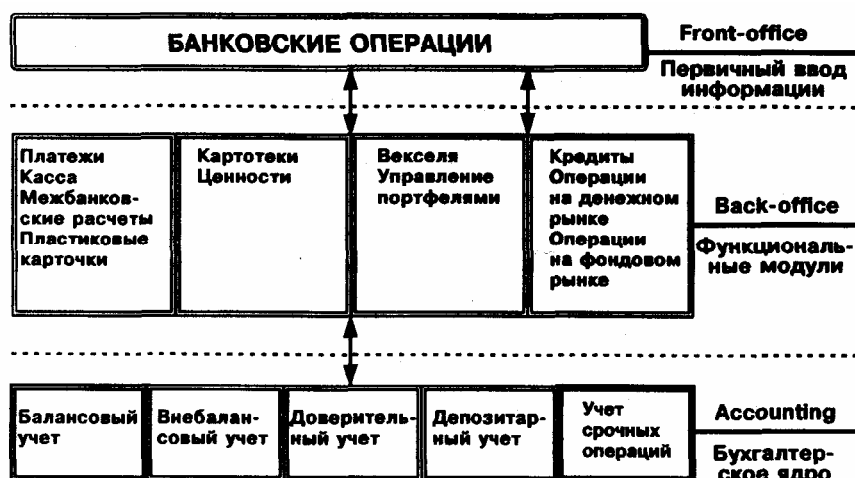 БАНКОВСКИЕ ОПЕРАЦИИ
Front-office
Первичный ввод
информации
Платежи
Касса
Межбанков-
ские расчеты
Пластиковые
карточки
Картотеки
Ценности
Векселя
Управление
портфелями
Кредиты
Операции
на денежном
рынке
Операции
на фондовом
рынке
Back-office
Функциональ-
ные модули
Балансовый
учет
Внебалан-
совый учет
Доверитель-
ный учет
Депозитар-
ный учет
Учет
срочных
операций
Accounting
Бухгалтер-
ское ядро